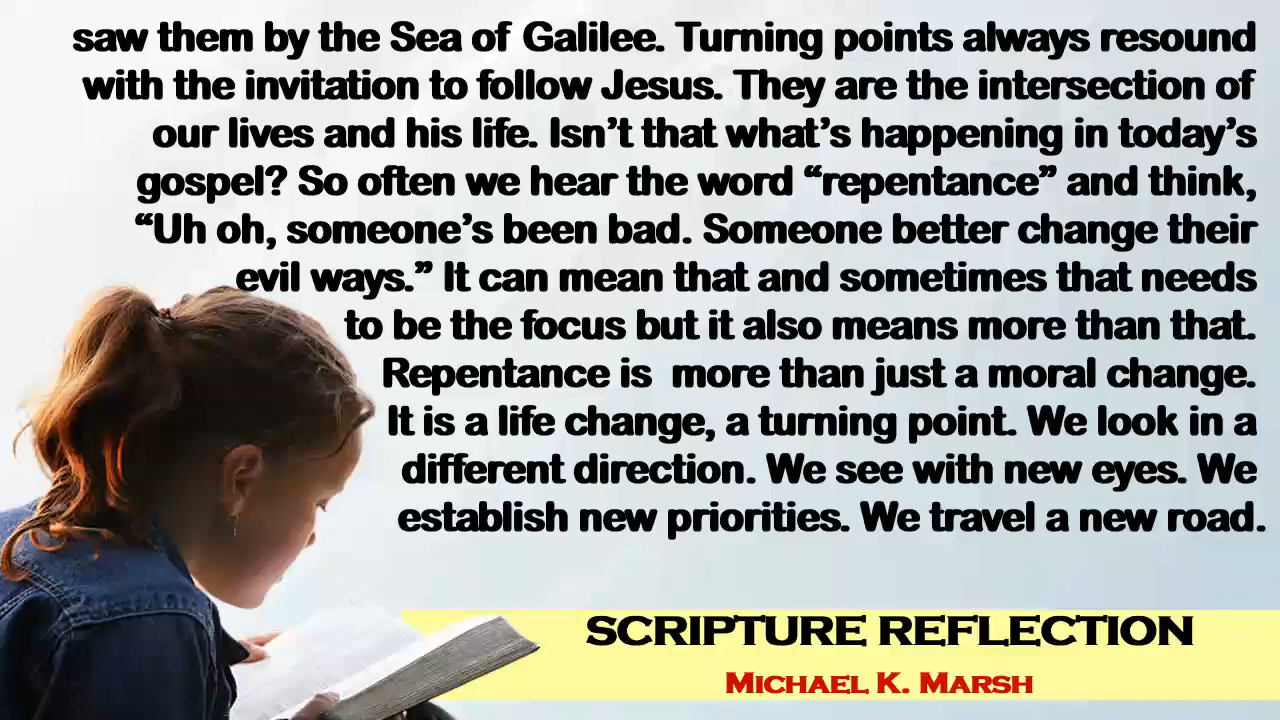 saw them by the Sea of Galilee. Turning points always resound
with the invitation to follow Jesus. They are the intersection of
our lives and his life. Isn’t that what’s happening in today’s
gospel? So often we hear the word “repentance” and think,
“Uh oh, someone’s been bad. Someone better change their
evil ways.” It can mean that and sometimes that needs
to be the focus but it also means more than that.
Repentance is  more than just a moral change.
It is a life change, a turning point. We look in a
different direction. We see with new eyes. We
establish new priorities. We travel a new road.
SCRIPTURE REFLECTION
MICHAEL K. MARSH